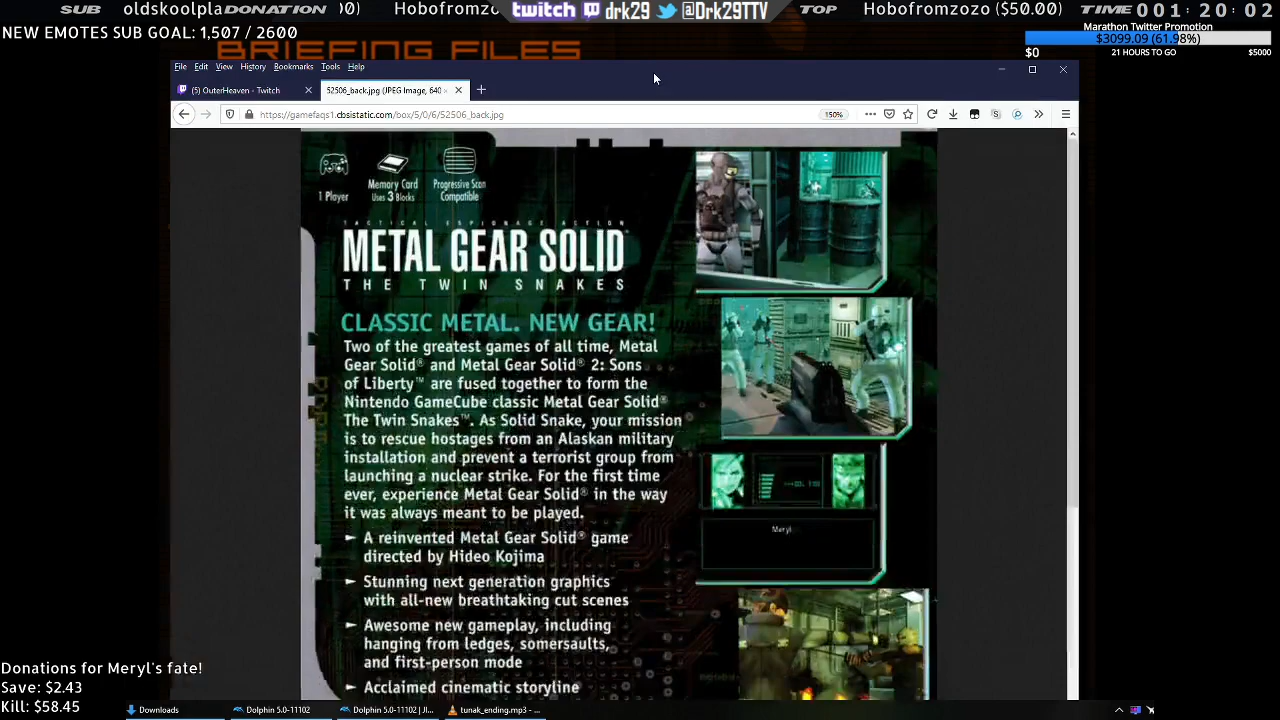 SUB oldskoolpla DONATION 00) Hobofromzo twitch drk29 @Drk29TTV TOP Hobofromzozo ($50.00) TIME 001:20:02
NEW EMOTES SUB GOAL: 1,507 / 2600
Marathon Twitter Promotion
$3099.09 (61.98%)
$0 21 HOURS TO GO $5000
BRIEFING FILES
File Edit View History Bookmarks Tools Help
(5) OuterHeaven - Twitch
52506_back.jpg (JPEG Image, 640
https://gamefaqs1.cbsistatic.com/box/5/0/6/52506_back.jpg 150%
1 Player
Memory Card
Uses 3 Blocks
Progressive Scan
Compatible
TACTICAL ESPIONAGE ACTION
METAL GEAR SOLID®
THE TWIN SNAKES
CLASSIC METAL. NEW GEAR!
Two of the greatest games of all time, Metal
Gear Solid® and Metal Gear Solid® 2: Sons
of Liberty™ are fused together to form the
Nintendo GameCube classic Metal Gear Solid®
The Twin Snakes™. As Solid Snake, your mission
is to rescue hostages from an Alaskan military
installation and prevent a terrorist group from
launching a nuclear strike. For the first time
ever, experience Metal Gear Solid® in the way
it was always meant to be played.
► A reinvented Metal Gear Solid® game
directed by Hideo Kojima
► Stunning next generation graphics
with all-new breathtaking cut scenes
► Awesome new gameplay, including
hanging from ledges, somersaults,
and first-person mode
► Acclaimed cinematic storyline
Meryl
Donations for Meryl's fate!
Save: $2.43
Kill: $58.45
Downloads
Dolphin 5.0-11102
Dolphin 5.0-11102 | JI...
tunak_ending.mp3 - ...